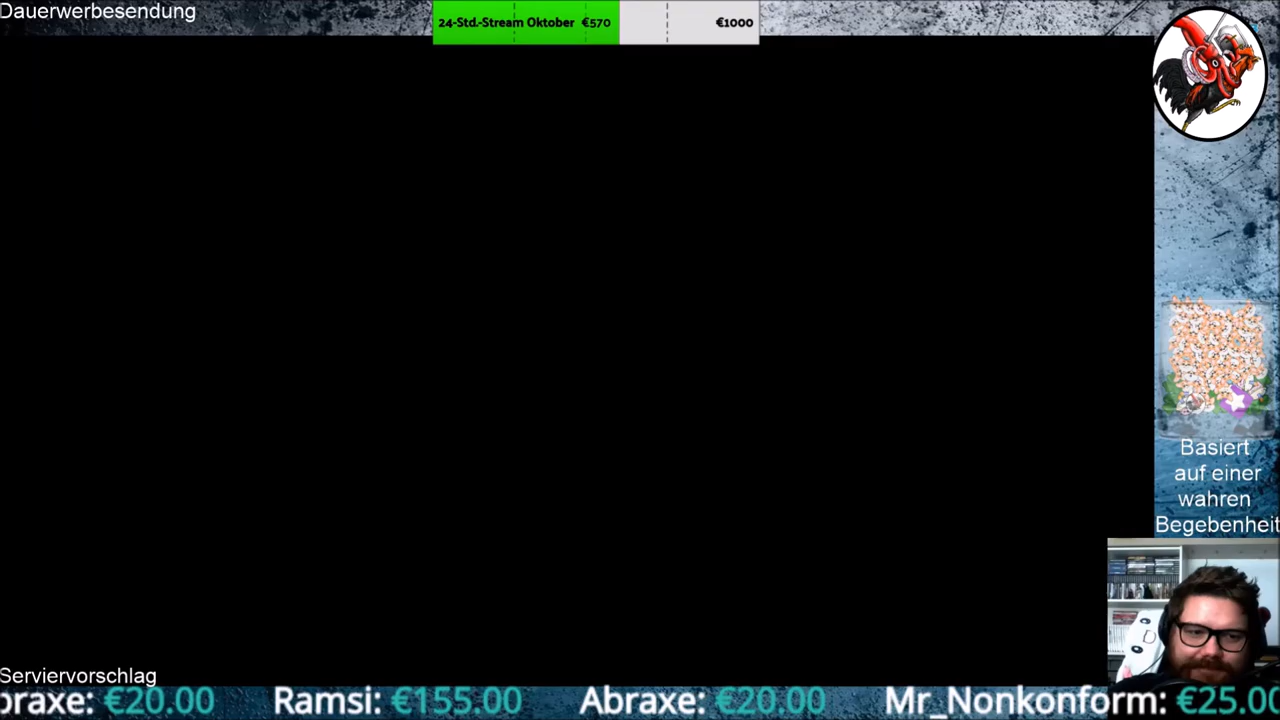 Dauerwerbesendung
24-Std.-Stream Oktober €570
€1000
Basiert
auf einer
wahren
Begebenheit
Serviervorschlag
braxe: €20.00 Ramsi: €155.00 Abraxe: €20.00 Mr_Nonkonform: €25.00